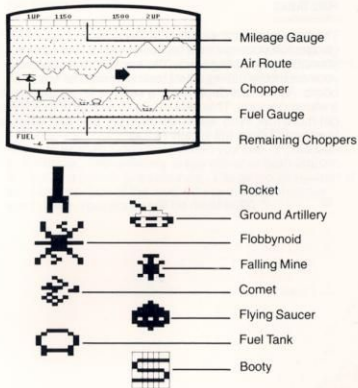 1UP 1150 1500 2UP
Mileage Gauge
Air Route
Chopper
Fuel Gauge
FUEL
Remaining Choppers
Rocket
Ground Artillery
Flobbynoid
Falling Mine
Comet
Flying Saucer
Fuel Tank
Booty